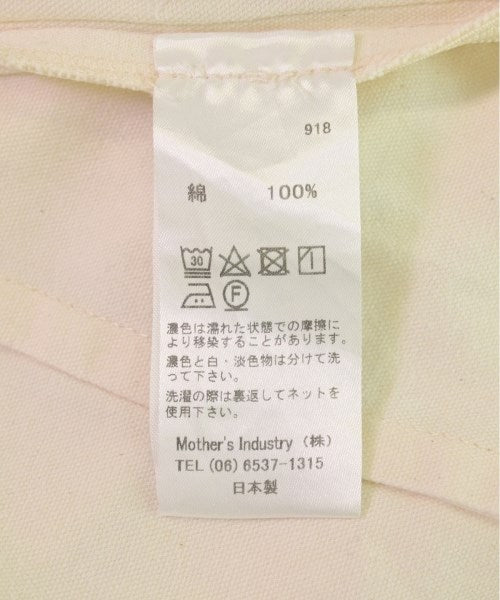 918
綿 100%
30
F
濃色は濡れた状態での摩擦に
より移染することがあります。
濃色と白・淡色物は分けて洗
って下さい。
洗濯の際は裏返してネットを
使用下さい。
Mother's Industry (株)
TEL (06) 6537-1315
日本製